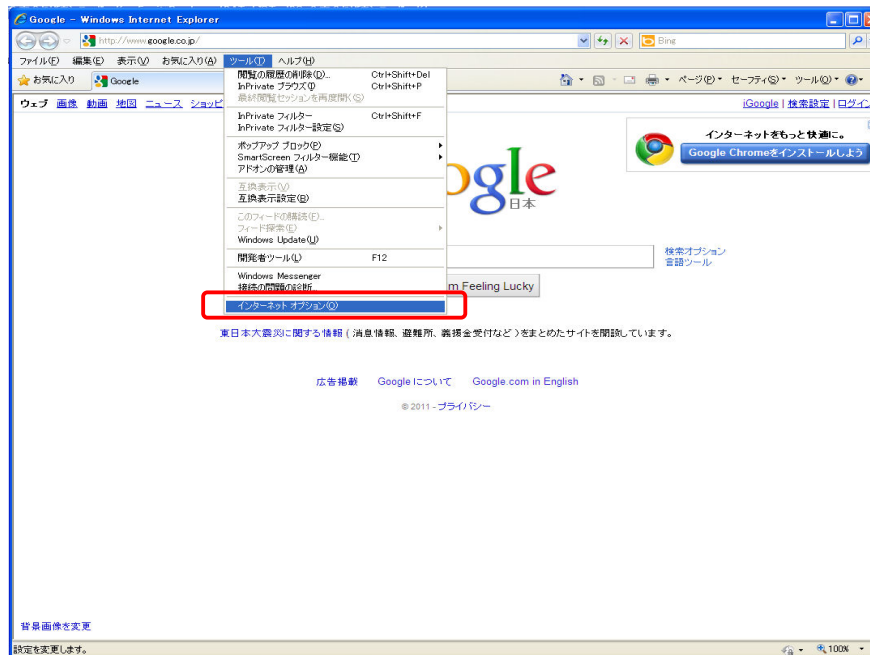 Google - Windows Internet Explorer
http://www.google.co.jp/
Bing
ファイル(F) 編集(E) 表示(V) お気に入り(A) ツール(T) ヘルプ(H)
お気に入り Google
ページ(P) セーフティ(S) ツール(O)
ウェブ 画像 動画 地図 ニュース ショッピ
iGoogle | 検索設定 | ログイン
閲覧の履歴の削除(D)... Ctrl+Shift+Del
InPrivate ブラウズ(I) Ctrl+Shift+P
最終閲覧セッションを再度開く(S)
InPrivate フィルター Ctrl+Shift+F
InPrivate フィルター設定(S)
ポップアップ ブロック(P)
SmartScreen フィルター機能(T)
アドオンの管理(A)
互換表示(V)
互換表示設定(B)
このフィードの購読(F)...
フィード探索(E)
Windows Update(U)
開発者ツール(L) F12
Windows Messenger
接続の問題の診断...
インターネット オプション(O)
インターネットをもっと快適に。
Google Chromeをインストールしよう
ogle
日本
検索オプション
言語ツール
m Feeling Lucky
東日本大震災に関する情報 ( 消息情報、避難所、義援金受付など ) をまとめたサイトを開設しています。
広告掲載 Google について Google.com in English
© 2011 - プライバシー
背景画像を変更
設定を変更します。
100%